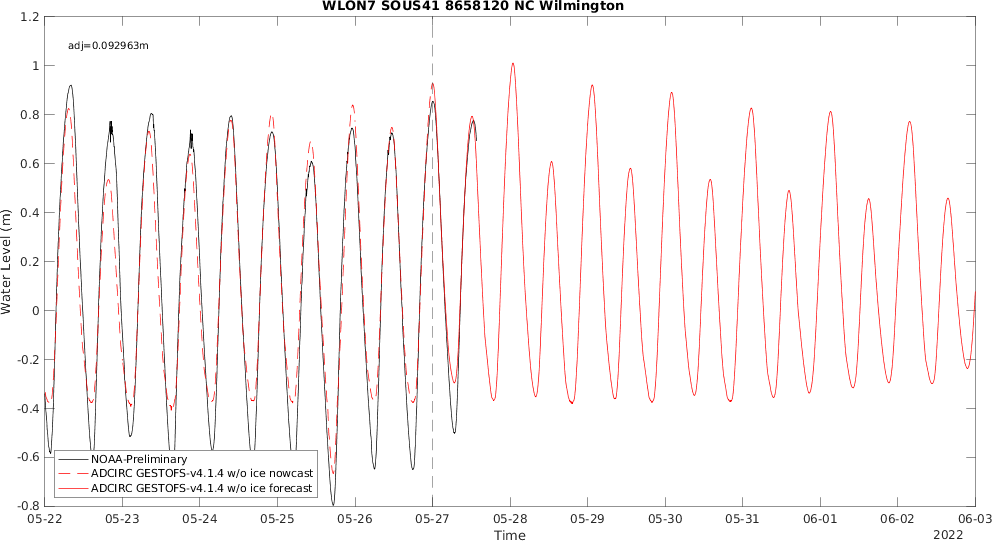 WLON7 SOUS41 8658120 NC Wilmington
adj=0.092963m
1.2
1
0.8
0.6
0.4
0.2
0
-0.2
-0.4
-0.6
-0.8
Water Level (m)
NOAA-Preliminary
ADCIRC GESTOFS-v4.1.4 w/o ice nowcast
ADCIRC GESTOFS-v4.1.4 w/o ice forecast
05-22 05-23 05-24 05-25 05-26 05-27 05-28 05-29 05-30 05-31 06-01 06-02 06-03
Time
2022